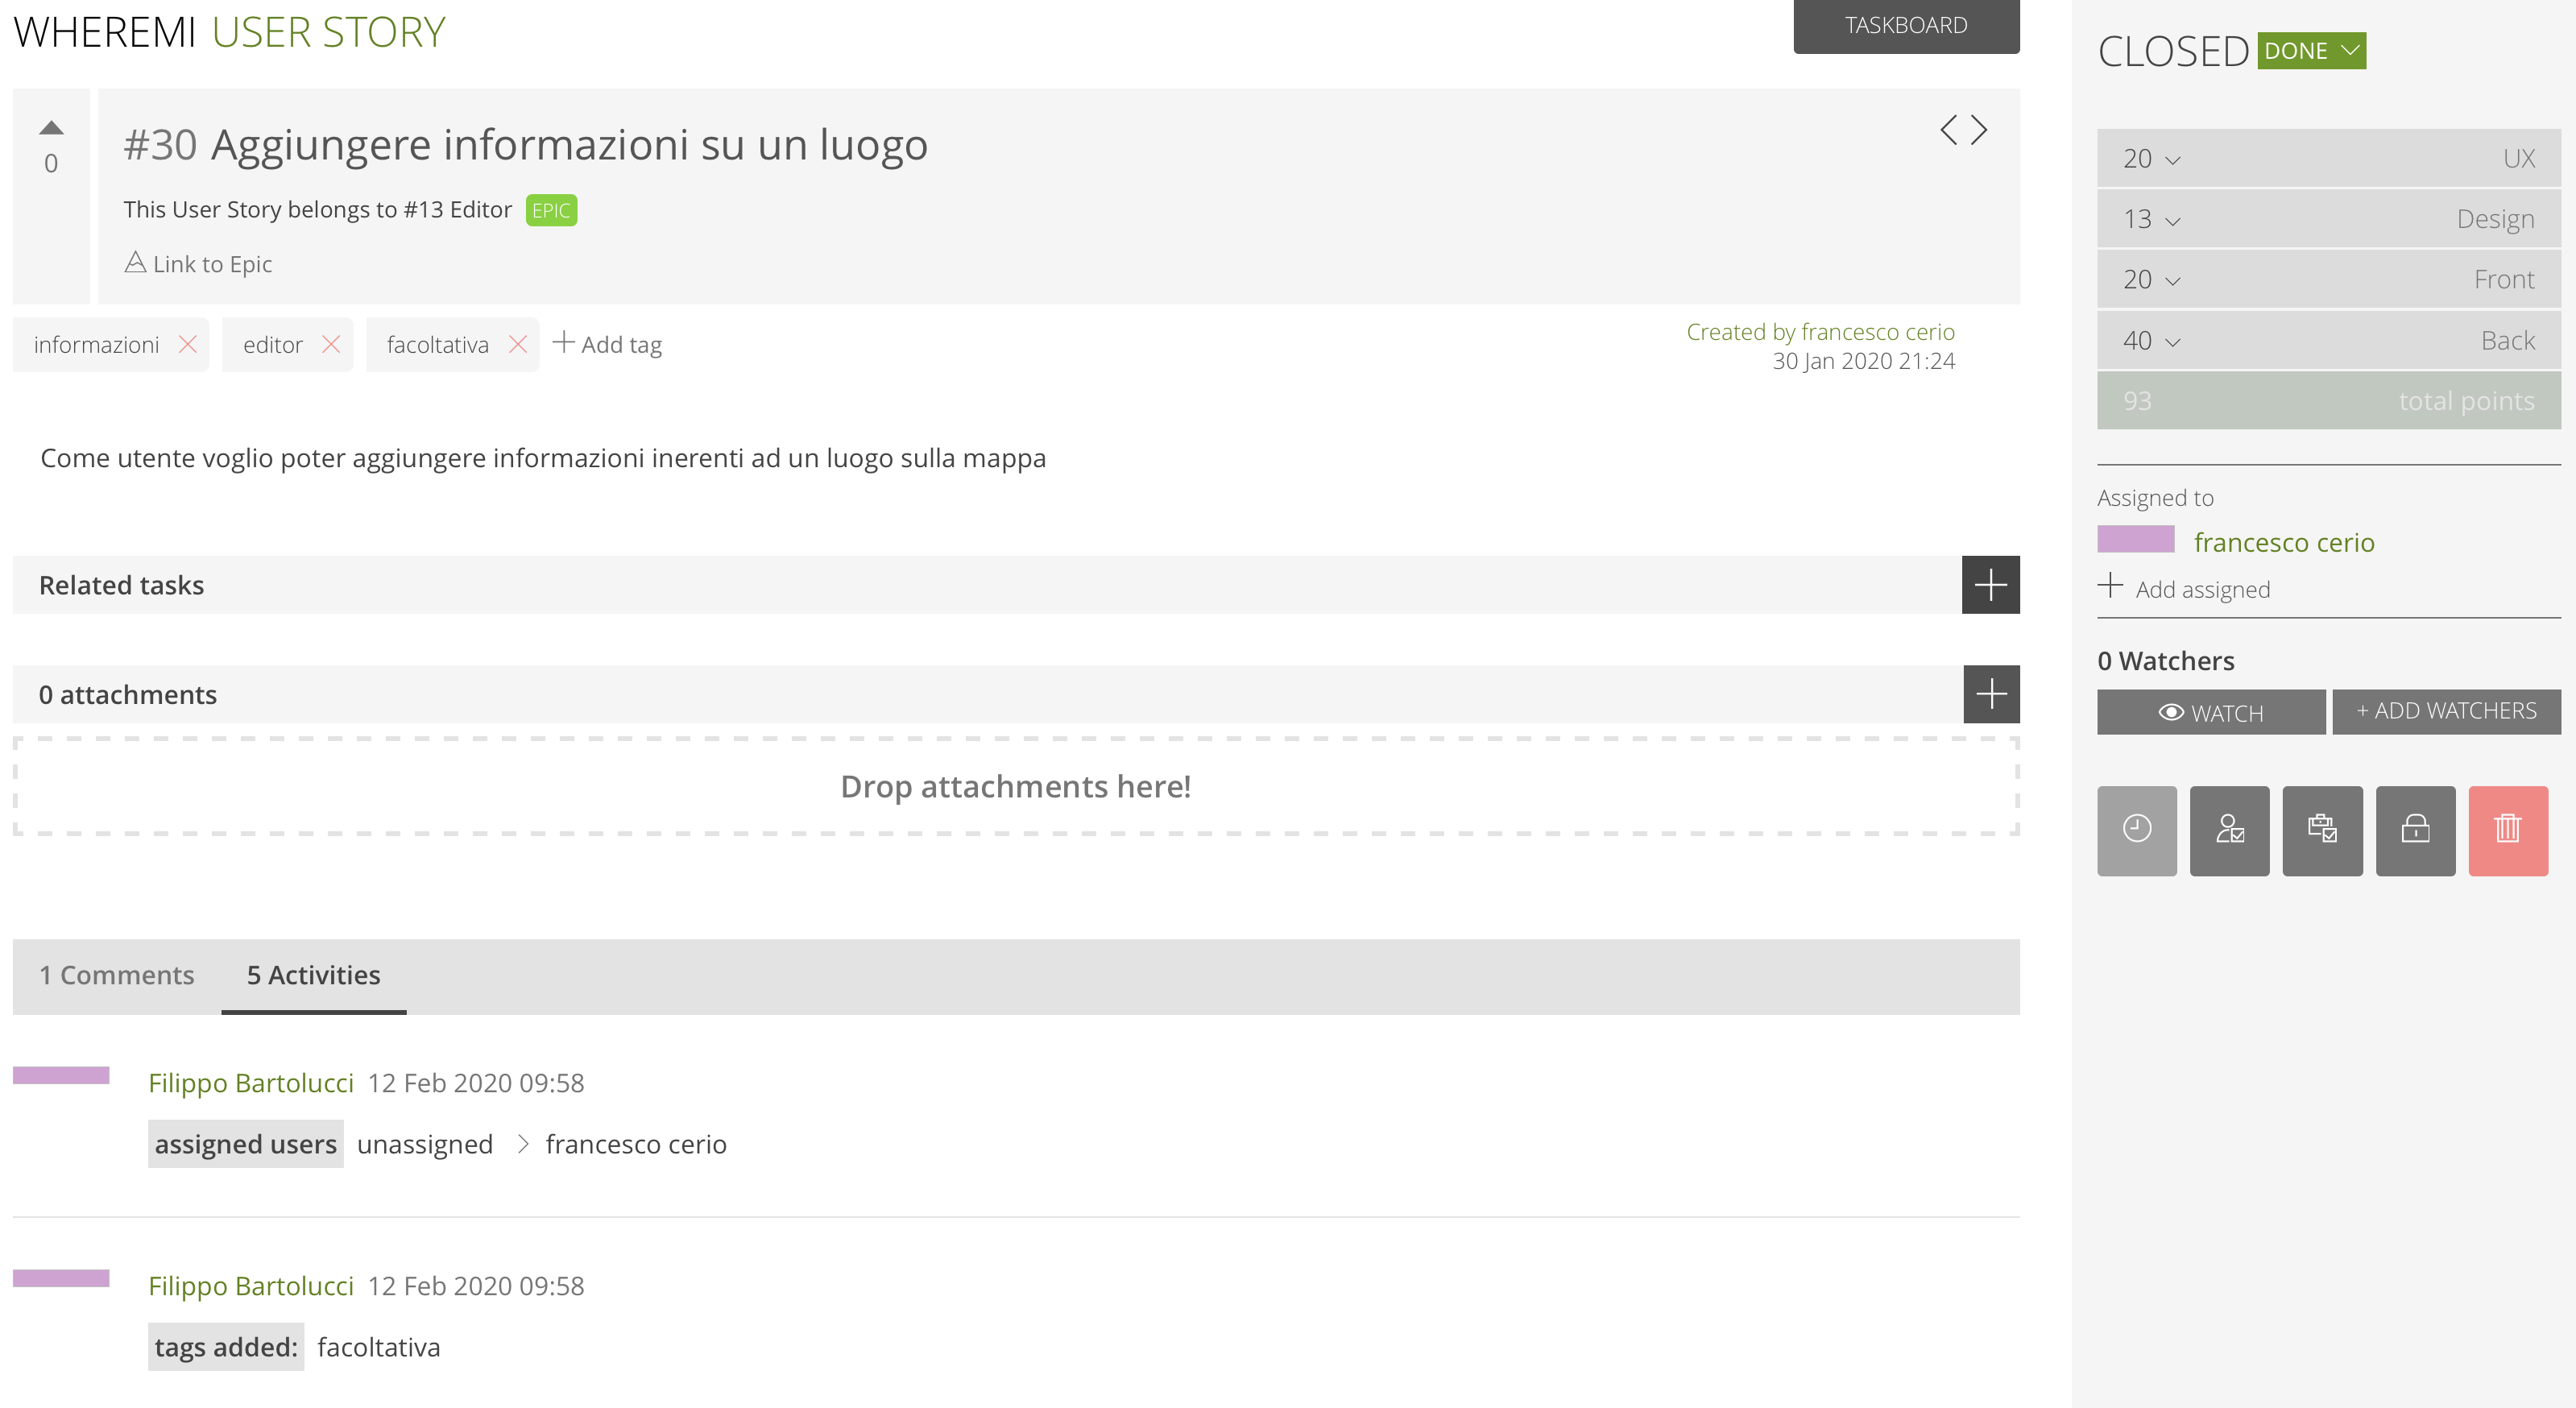 WHEREMI USER STORY
TASKBOARD
0
#30 Aggiungere informazioni su un luogo
This User Story belongs to #13 Editor EPIC
Link to Epic
informazioni
editor
facoltativa
Add tag
Created by francesco cerio
30 Jan 2020 21:24
Come utente voglio poter aggiungere informazioni inerenti ad un luogo sulla mappa
Related tasks
0 attachments
Drop attachments here!
1 Comments
5 Activities
Filippo Bartolucci 12 Feb 2020 09:58
assigned users unassigned francesco cerio
Filippo Bartolucci 12 Feb 2020 09:58
tags added: facoltativa
CLOSED DONE
20 UX
13 Design
20 Front
40 Back
93 total points
Assigned to
francesco cerio
Add assigned
0 Watchers
WATCH
+ ADD WATCHERS